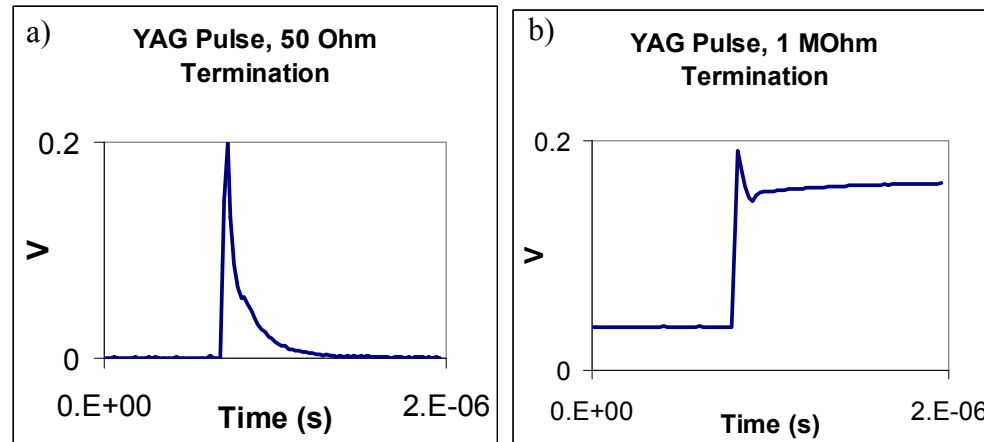 a)
YAG Pulse, 50 Ohm
Termination
0.2
V
0
0.E+00
Time (s)
2.E-06
b)
YAG Pulse, 1 MOhm
Termination
0.2
V
0
0.E+00
Time (s)
2.E-06